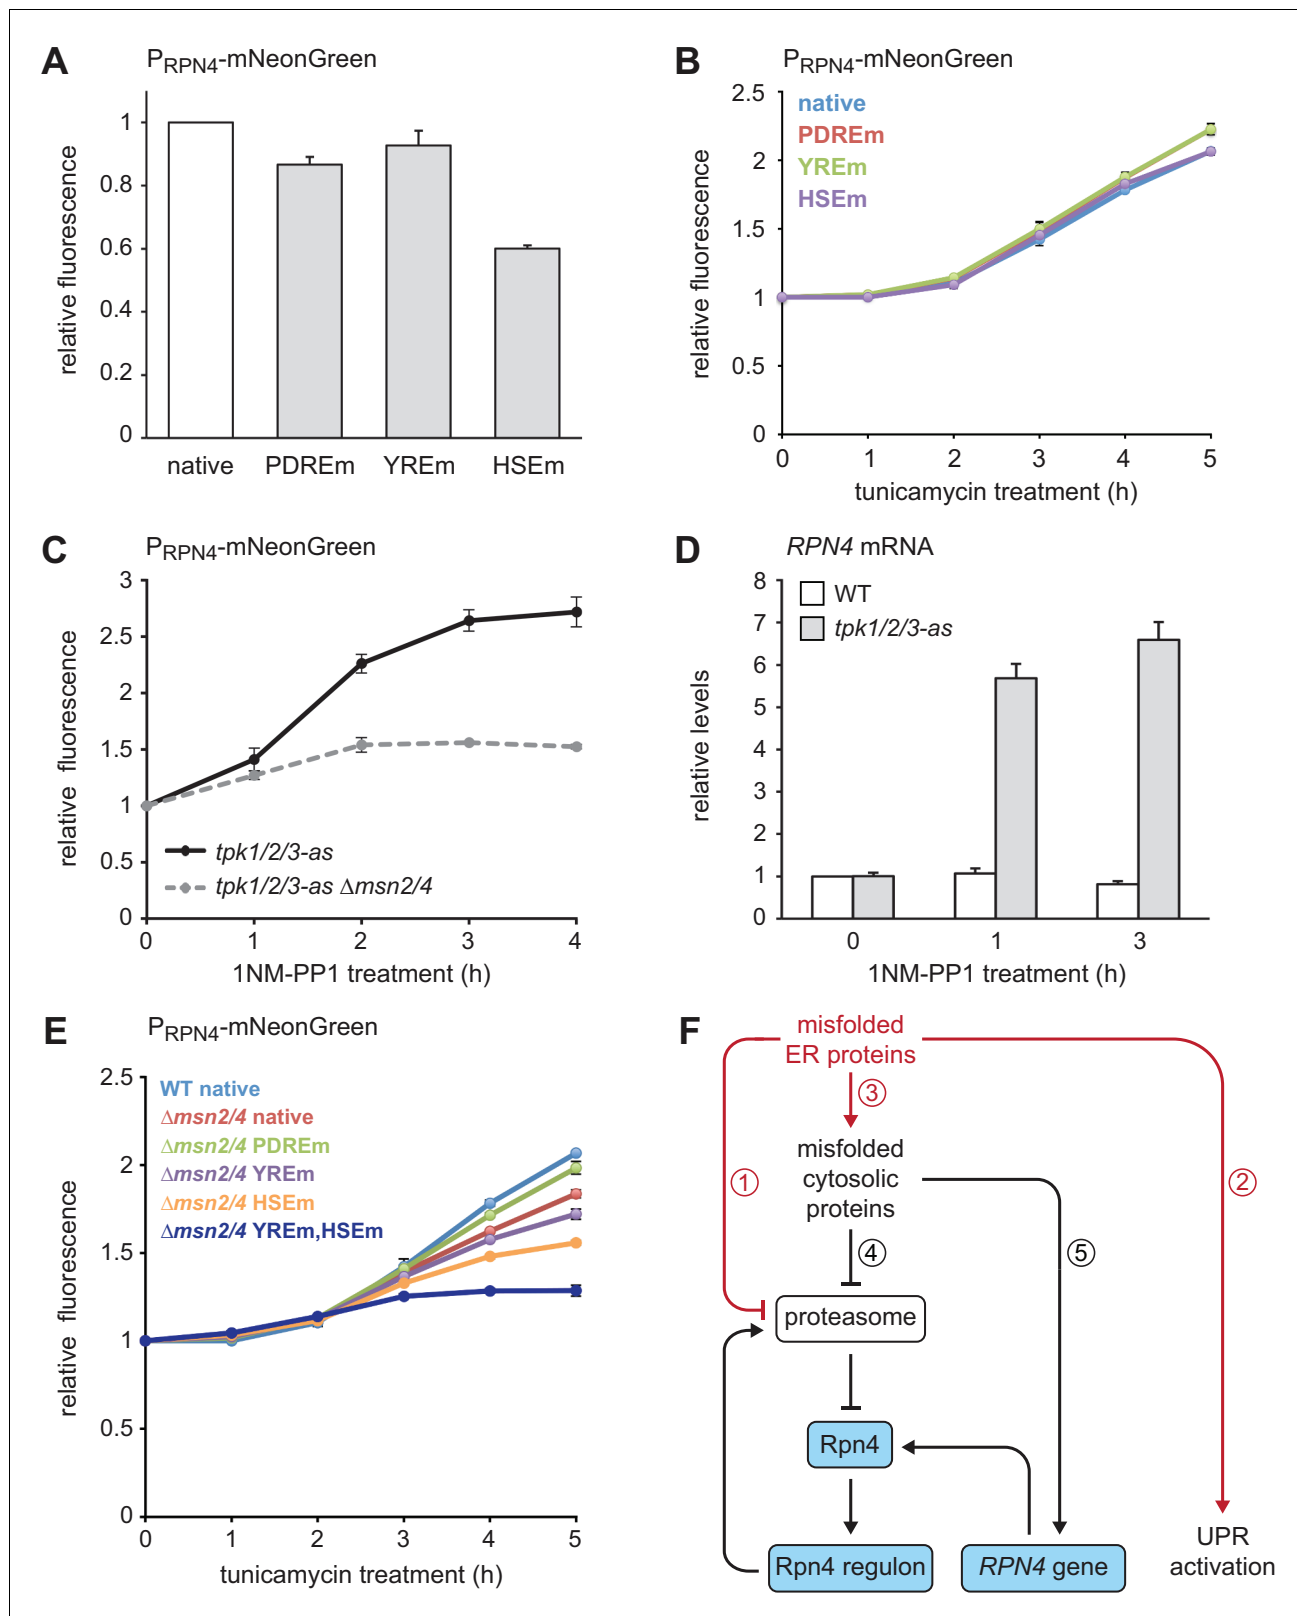 A
P_RPN4-mNeonGreen
relative fluorescence
1
0.8
0.6
0.4
0.2
0
native PDREm YREm HSEm
B
P_RPN4-mNeonGreen
native
PDREm
YREm
HSEm
relative fluorescence
2.5
2
1.5
1
0.5
0
0 1 2 3 4 5
tunicamycin treatment (h)
C
P_RPN4-mNeonGreen
relative fluorescence
3
2.5
2
1.5
1
0.5
0
tpk1/2/3-as
tpk1/2/3-as Δmsn2/4
0 1 2 3 4
1NM-PP1 treatment (h)
D
RPN4 mRNA
WT
tpk1/2/3-as
relative levels
8
7
6
5
4
3
2
1
0
0 1 3
1NM-PP1 treatment (h)
E
P_RPN4-mNeonGreen
WT native
Δmsn2/4 native
Δmsn2/4 PDREm
Δmsn2/4 YREm
Δmsn2/4 HSEm
Δmsn2/4 YREm,HSEm
relative fluorescence
2.5
2
1.5
1
0.5
0
0 1 2 3 4 5
tunicamycin treatment (h)
F
misfolded
ER proteins
3
misfolded
cytosolic
proteins
1
2
4
5
proteasome
Rpn4
Rpn4 regulon
RPN4 gene
UPR
activation